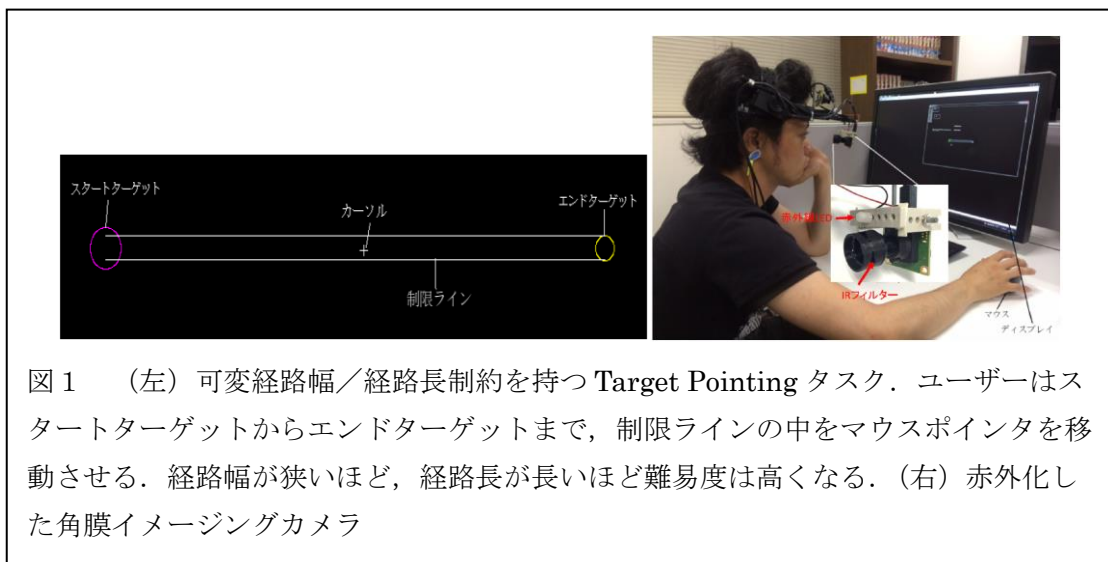 スタートターゲット
カーソル
エンドターゲット
制限ライン
赤外線LED
IRフィルター
マウス
ディスプレイ
図1 （左）可変経路幅／経路長制約を持つ Target Pointing タスク．ユーザーはス
タートターゲットからエンドターゲットまで，制限ラインの中をマウスポインタを移
動させる．経路幅が狭いほど，経路長が長いほど難易度は高くなる．（右）赤外化し
た角膜イメージングカメラ